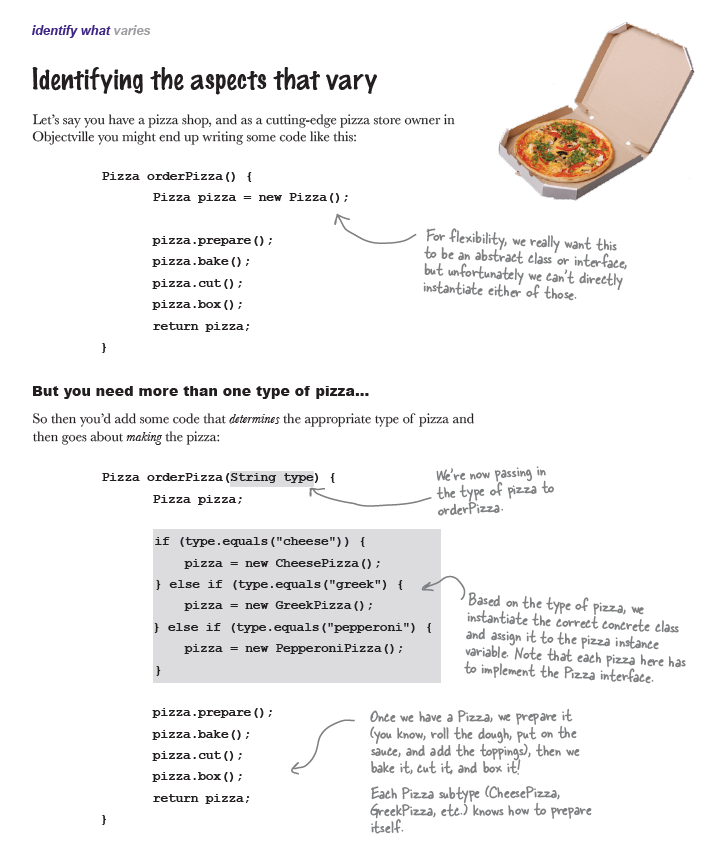 identify what varies
Identifying the aspects that vary
Let's say you have a pizza shop, and as a cutting-edge pizza store owner in
Objectville you might end up writing some code like this:
Pizza orderPizza() {
Pizza pizza = new Pizza();
pizza.prepare();
pizza.bake();
pizza.cut();
pizza.box();
return pizza;
}
For flexibility, we really want this
to be an abstract class or interface,
but unfortunately we can't directly
instantiate either of those.
But you need more than one type of pizza...
So then you'd add some code that determines the appropriate type of pizza and
then goes about making the pizza:
Pizza orderPizza(String type) {
Pizza pizza;
We're now passing in
the type of pizza to
orderPizza.
if (type.equals("cheese")) {
pizza = new CheesePizza();
} else if (type.equals("greek") {
pizza = new GreekPizza();
} else if (type.equals("pepperoni") {
pizza = new PepperoniPizza();
}
Based on the type of pizza, we
instantiate the correct concrete class
and assign it to the pizza instance
variable. Note that each pizza here has
to implement the Pizza interface.
pizza.prepare();
pizza.bake();
pizza.cut();
pizza.box();
return pizza;
}
Once we have a Pizza, we prepare it
(you know, roll the dough, put on the
sauce, and add the toppings), then we
bake it, cut it, and box it!
Each Pizza subtype (CheesePizza,
GreekPizza, etc.) knows how to prepare
itself.